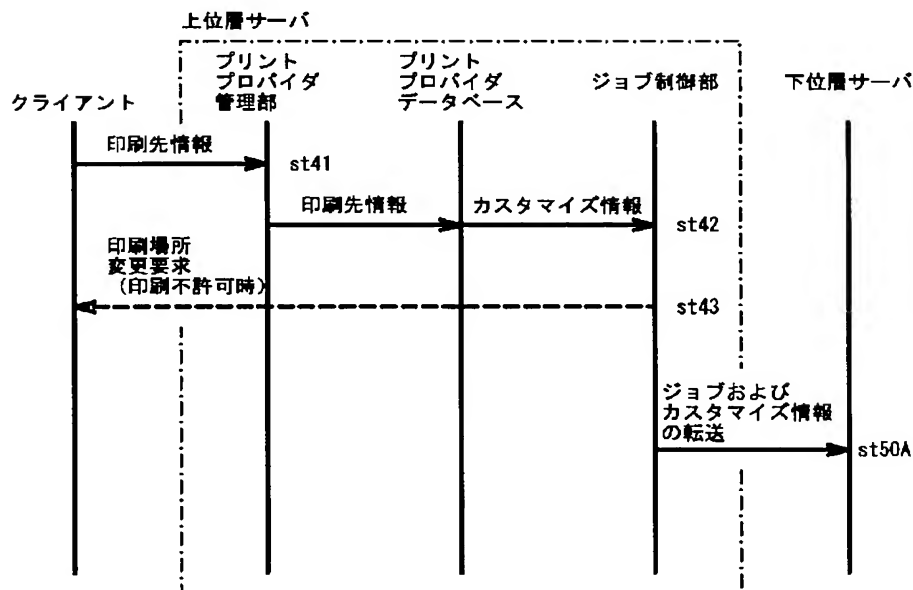 上位層サーバ
クライアント
プリント
プロバイダ
管理部
プリント
プロバイダ
データベース
ジョブ制御部
下位層サーバ
印刷先情報
st41
印刷先情報
カスタマイズ情報
st42
印刷場所
変更要求
(印刷不許可時)
st43
ジョブおよび
カスタマイズ情報
の転送
st50A